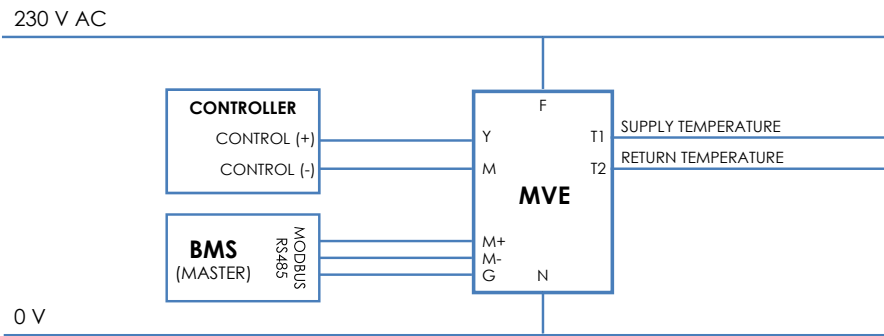 230 V AC
CONTROLLER
CONTROL (+)
CONTROL (-)
BMS
(MASTER)
MODBUS
RS485
F
Y
M
MVE
M+
M-
G
N
T1
T2
SUPPLY TEMPERATURE
RETURN TEMPERATURE
0 V